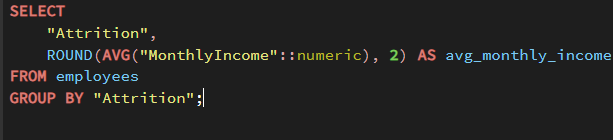 SELECT
    "Attrition",
    ROUND(AVG("MonthlyIncome"::numeric), 2) AS avg_monthly_income
FROM employees
GROUP BY "Attrition";